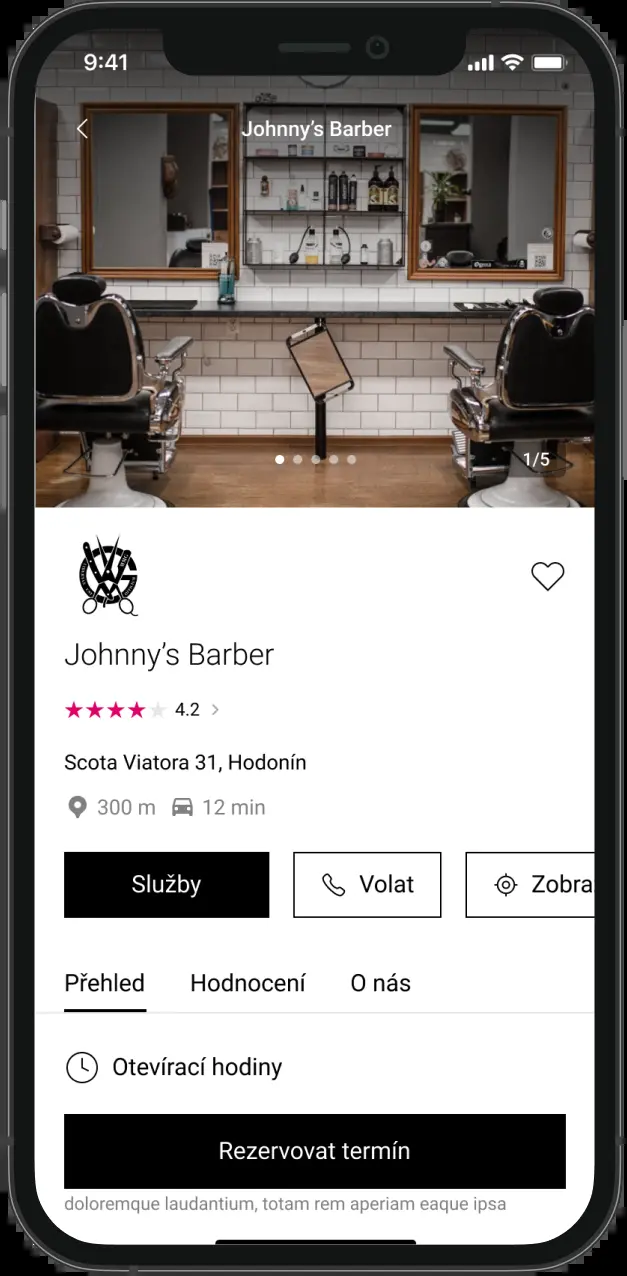 9:41
Johnny's Barber
1/5
Johnny's Barber
4.2
Scota Viatora 31, Hodonín
300 m 12 min
Služby Volat Zobra
Přehled Hodnocení O nás
Otevírací hodiny
Rezervovat termín
doloremque laudantium, totam rem aperiam eaque ipsa